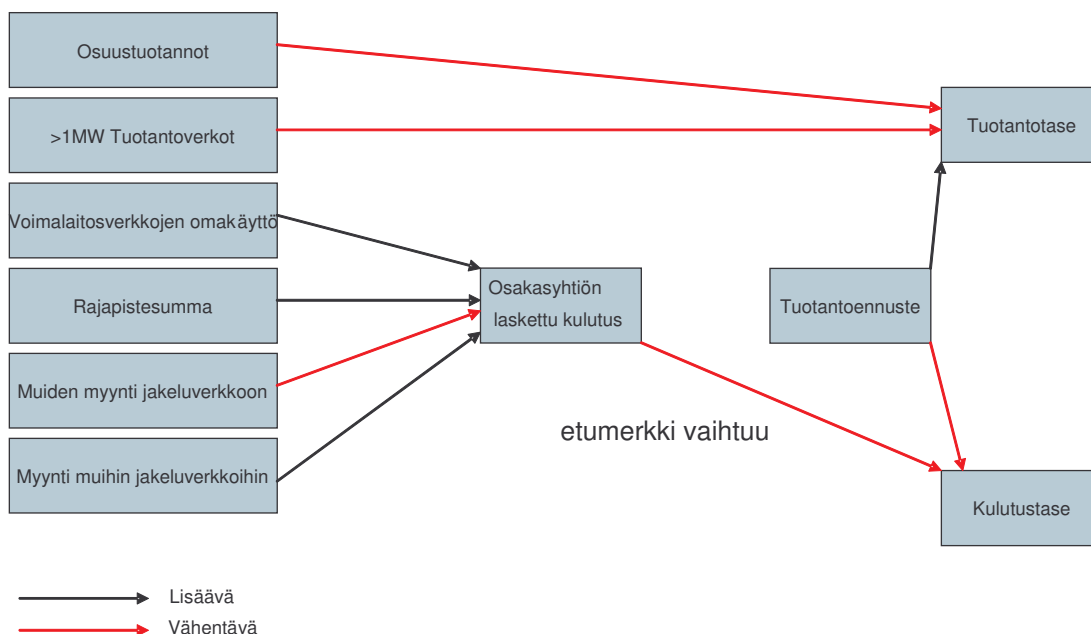 Osuustuotannot
>1MW Tuotantoverkot
Voimalaitosverkkojen omakäyttö
Rajapistesumma
Muiden myynti jakeluverkkoon
Myynti muihin jakeluverkkoihin
Osakasyhtiön
laskettu kulutus
etumerkki vaihtuu
Tuotantoennuste
Tuotantotase
Kulutustase
Lisäävä
Vähentävä